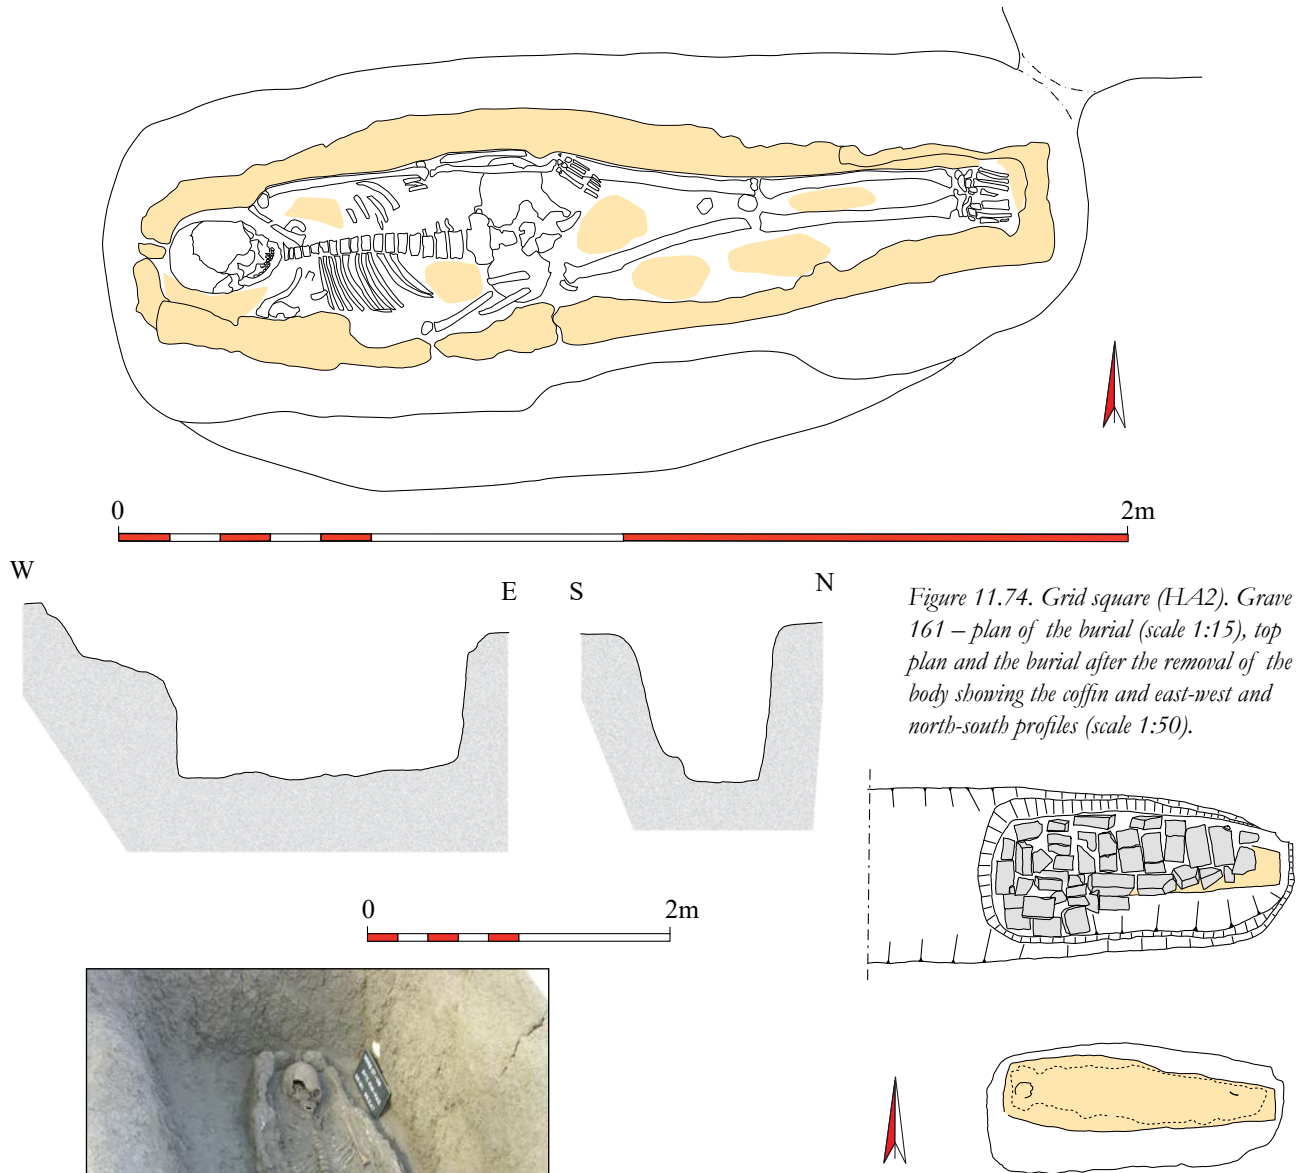 0 2m
W E S N
Figure 11.74. Grid square (HA2). Grave
161 – plan of the burial (scale 1:15), top
plan and the burial after the removal of the
body showing the coffin and east-west and
north-south profiles (scale 1:50).
0 2m